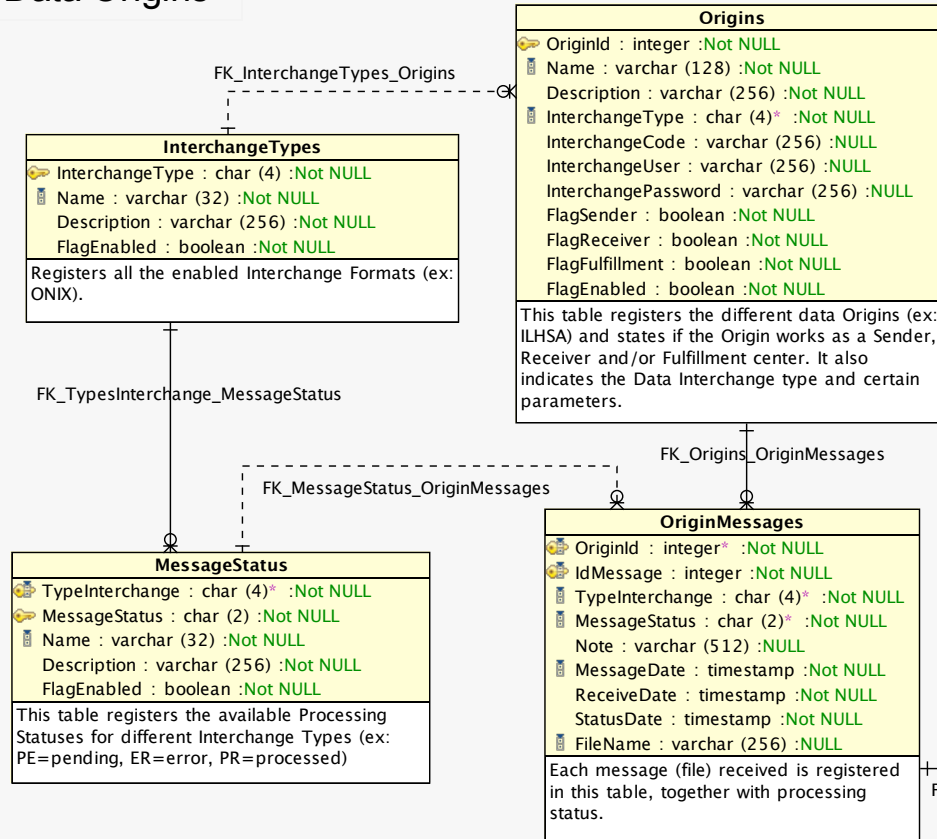 Data Origins
FK_InterchangeTypes_Origins
Origins
OriginId : integer :Not NULL
Name : varchar (128) :Not NULL
Description : varchar (256) :Not NULL
InterchangeType : char (4)* :Not NULL
InterchangeCode : varchar (256) :NULL
InterchangeUser : varchar (256) :NULL
InterchangePassword : varchar (256) :NULL
FlagSender : boolean :Not NULL
FlagReceiver : boolean :Not NULL
FlagFulfillment : boolean :Not NULL
FlagEnabled : boolean :Not NULL
This table registers the different data Origins (ex:
ILHSA) and states if the Origin works as a Sender,
Receiver and/or Fulfillment center. It also
indicates the Data Interchange type and certain
parameters.
InterchangeTypes
InterchangeType : char (4) :Not NULL
Name : varchar (32) :Not NULL
Description : varchar (256) :Not NULL
FlagEnabled : boolean :Not NULL
Registers all the enabled Interchange Formats (ex:
ONIX).
FK_TypesInterchange_MessageStatus
FK_Origins_OriginMessages
FK_MessageStatus_OriginMessages
MessageStatus
TypeInterchange : char (4)* :Not NULL
MessageStatus : char (2) :Not NULL
Name : varchar (32) :Not NULL
Description : varchar (256) :Not NULL
FlagEnabled : boolean :Not NULL
This table registers the available Processing
Statuses for different Interchange Types (ex:
PE=pending, ER=error, PR=processed)
OriginMessages
OriginId : integer* :Not NULL
IdMessage : integer :Not NULL
TypeInterchange : char (4)* :Not NULL
MessageStatus : char (2)* :Not NULL
Note : varchar (512) :NULL
MessageDate : timestamp :Not NULL
ReceiveDate : timestamp :Not NULL
StatusDate : timestamp :Not NULL
FileName : varchar (256) :NULL
Each message (file) received is registered
in this table, together with processing
status.